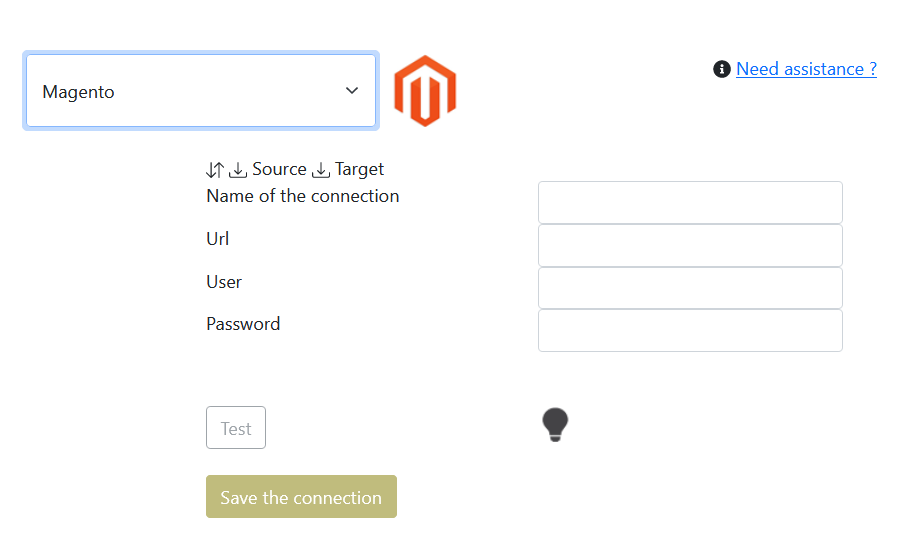 Magento
Need assistance ?
Source Target
Name of the connection
Url
User
Password
Test
Save the connection